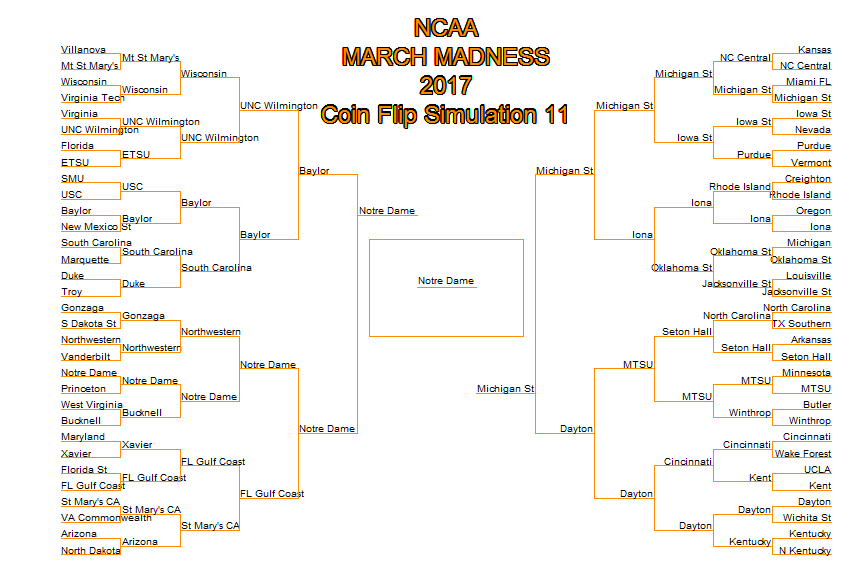 NCAA
MARCH MADNESS
2017
Coin Flip Simulation 11
Villanova
Mt St Mary's
Wisconsin
Virginia Tech
Virginia
UNC Wilmington
Florida
ETSU
SMU
USC
Baylor
New Mexico St
South Carolina
Marquette
Duke
Troy
Gonzaga
S Dakota St
Northwestern
Vanderbilt
Notre Dame
Princeton
West Virginia
Bucknell
Maryland
Xavier
Florida St
FL Gulf Coast
St Mary's CA
VA Commonwealth
Arizona
North Dakota
Mt St Mary's
Wisconsin
UNC Wilmington
ETSU
USC
Baylor
South Carolina
Duke
Gonzaga
Northwestern
Notre Dame
Bucknell
Xavier
FL Gulf Coast
St Mary's CA
Arizona
Wisconsin
UNC Wilmington
Baylor
South Carolina
Northwestern
Notre Dame
FL Gulf Coast
St Mary's CA
UNC Wilmington
Baylor
Notre Dame
FL Gulf Coast
Baylor
Notre Dame
Notre Dame
Notre Dame
Michigan St
Michigan St
Dayton
Michigan St
Iona
MTSU
Dayton
Michigan St
Iowa St
Iona
Oklahoma St
Seton Hall
MTSU
Cincinnati
Dayton
NC Central
Michigan St
Iowa St
Purdue
Rhode Island
Iona
Oklahoma St
Jacksonville St
North Carolina
Seton Hall
MTSU
Winthrop
Cincinnati
Kent
Dayton
Kentucky
Kansas
NC Central
Miami FL
Michigan St
Iowa St
Nevada
Purdue
Vermont
Creighton
Rhode Island
Oregon
Iona
Michigan
Oklahoma St
Louisville
Jacksonville St
North Carolina
TX Southern
Arkansas
Seton Hall
Minnesota
MTSU
Butler
Winthrop
Cincinnati
Wake Forest
UCLA
Kent
Dayton
Wichita St
Kentucky
N Kentucky